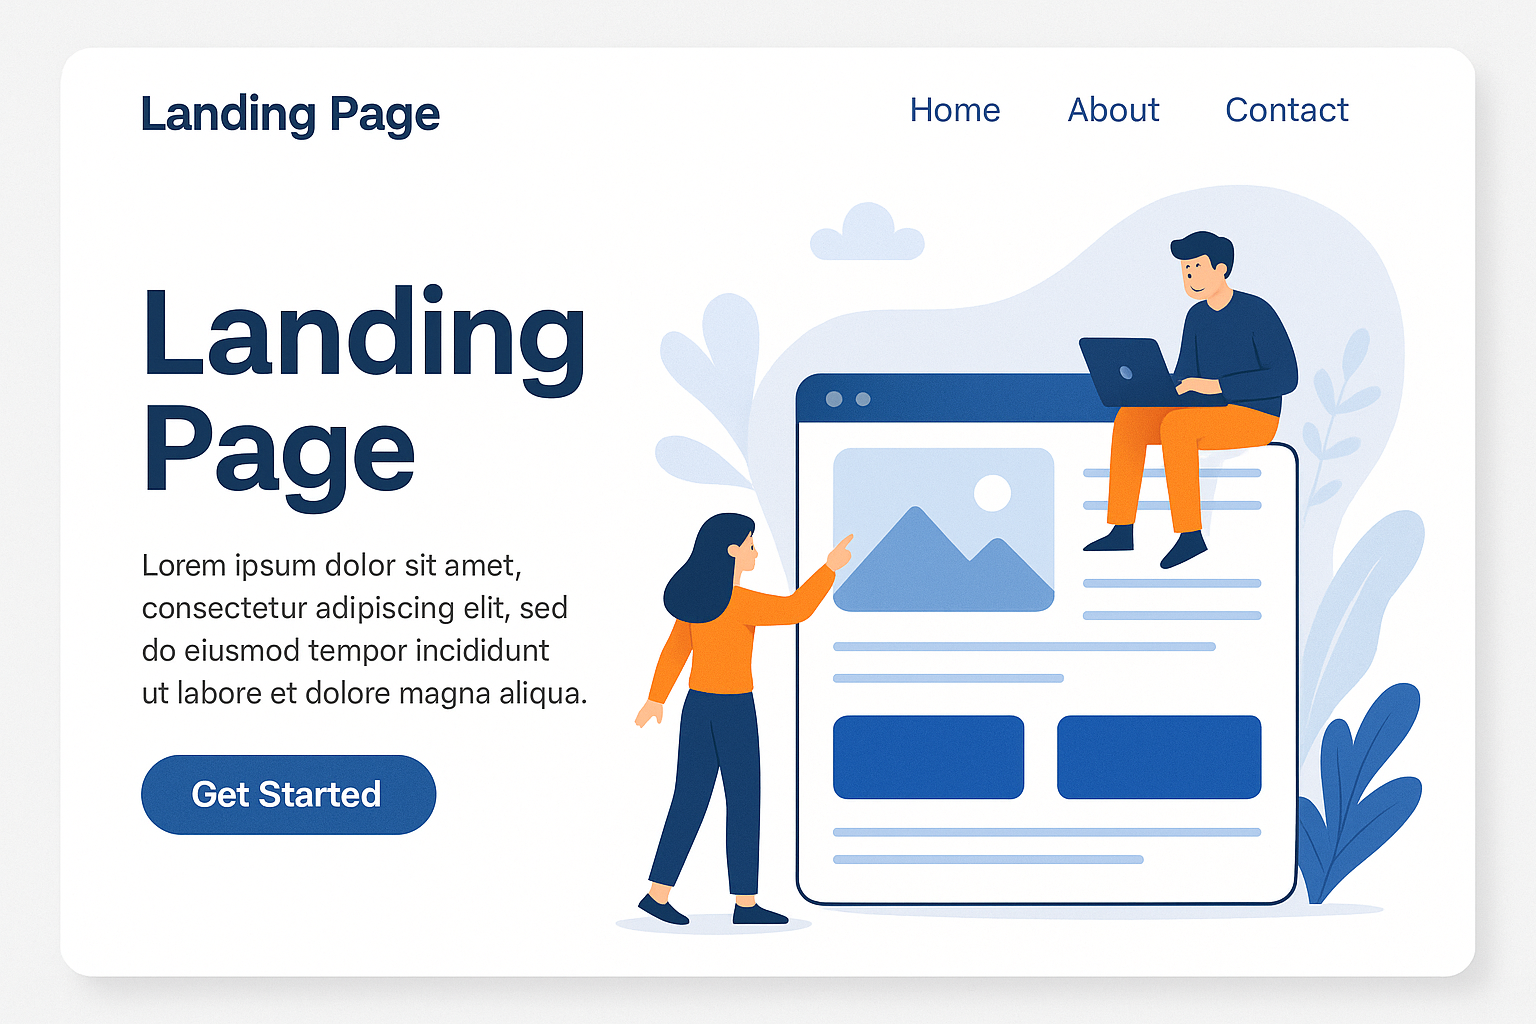 Landing Page
Home About Contact
Landing
Page
Lorem ipsum dolor sit amet,
consectetur adipiscing elit, sed
do eiusmod tempor incididunt
ut labore et dolore magna aliqua.
Get Started